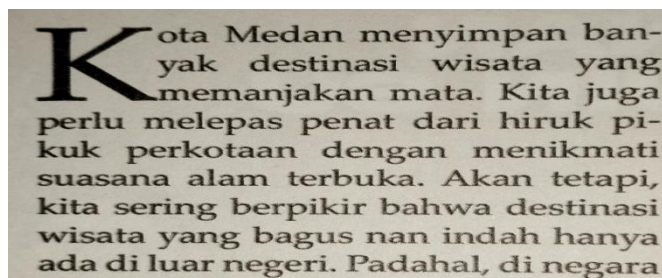 Kota Medan menyimpan ban-
yak destinasi wisata yang
memanjakan mata. Kita juga
perlu melepas penat dari hiruk pi-
kuk perkotaan dengan menikmati
suasana alam terbuka. Akan tetapi,
kita sering berpikir bahwa destinasi
wisata yang bagus nan indah hanya
ada di luar negeri. Padahal, di negara